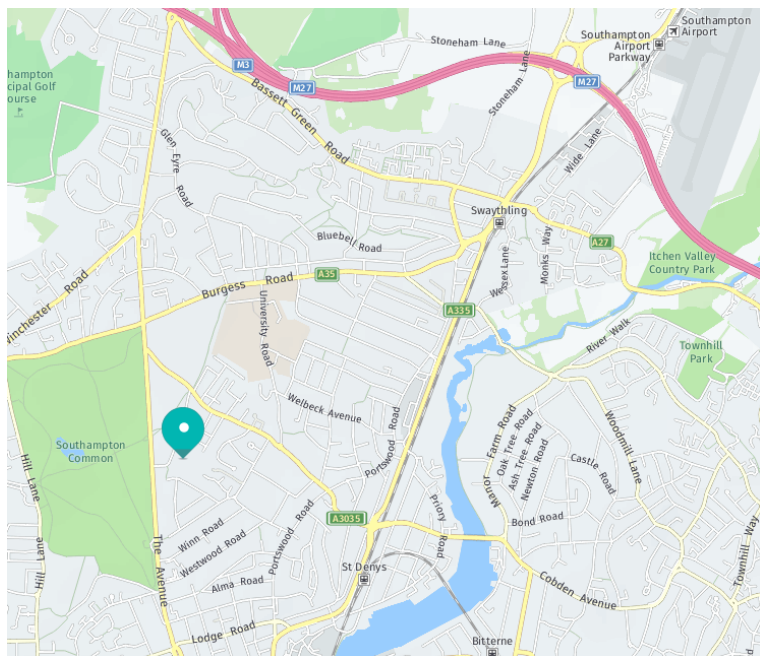 Southampton
Airport
Southampton
Airport
Parkway
Stoneham Lane
M3
M27
M27
hampton
icipal Golf
ourse
Bassett Green Road
Stoneham Lane
Glen Eyre Road
Wide Lane
Swaythling
A27
Bluebell Road
Monks Way
Wessex Lane
Itchen Valley
Country Park
Winchester Road
Burgess Road
A35
University Road
A335
River Walk
Townhill
Park
Welbeck Avenue
Portswood Road
Farm Road
Manor
Oak Tree Road
Ash Tree Road
Newton Road
Woodmill Lane
Castle Road
Southampton
Common
Hill Lane
Hill Lane
A3035
Priory Road
Bond Road
Portswood Road
Winn Road
Westwood Road
The Avenue
Alma Road
St Denys
Cobden Avenue
Townhill Way
Lodge Road
Bitterne